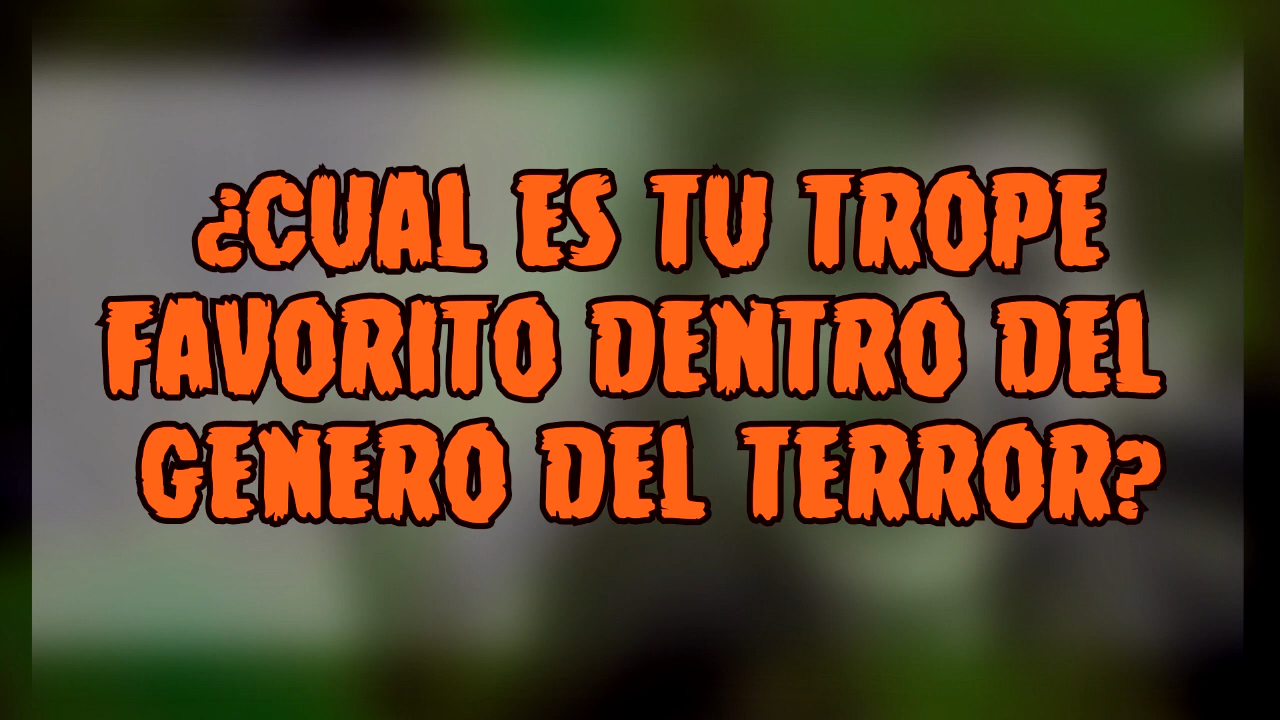 ¿CUAL ES TU TROPE
FAVORITO DENTRO DEL
GENERO DEL TERROR?